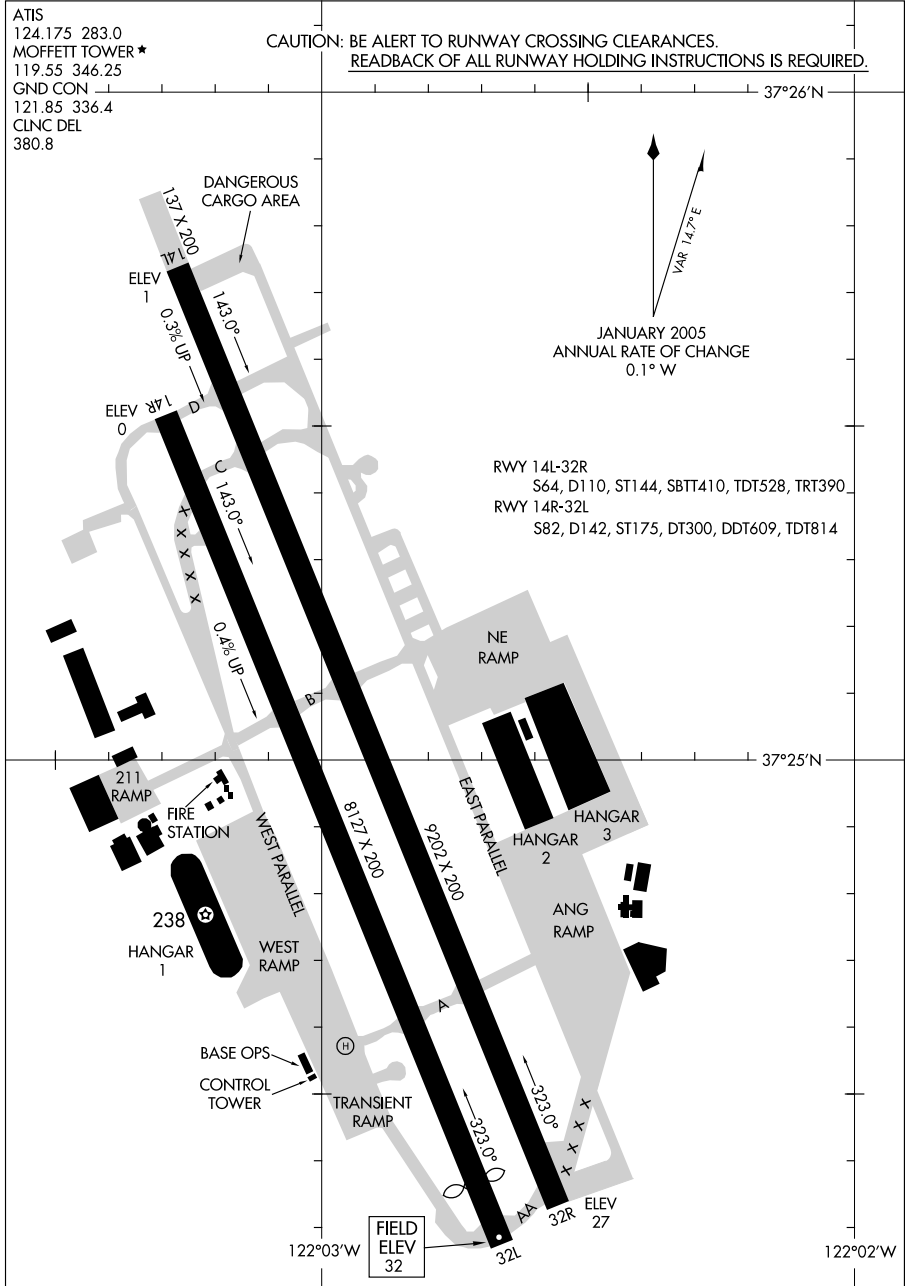 ATIS
124.175 283.0
MOFFETT TOWER★
119.55 346.25
GND CON
121.85 336.4
CLNC DEL
380.8
CAUTION: BE ALERT TO RUNWAY CROSSING CLEARANCES.
READBACK OF ALL RUNWAY HOLDING INSTRUCTIONS IS REQUIRED.
37°26'N
VAR 14.7° E
JANUARY 2005
ANNUAL RATE OF CHANGE
0.1° W
DANGEROUS
CARGO AREA
137 X 200
14L
ELEV
1
0.3% UP
143.0°
ELEV
0
14R
D
C
143.0°
RWY 14L-32R
S64, D110, ST144, SBTT410, TDT528, TRT390
RWY 14R-32L
S82, D142, ST175, DT300, DDT609, TDT814
X X X X X
0.4% UP
NE
RAMP
B
37°25'N
211
RAMP
FIRE
STATION
WEST PARALLEL
8127 X 200
9202 X 200
EAST PARALLEL
HANGAR
2
HANGAR
3
238
HANGAR
1
WEST
RAMP
ANG
RAMP
A
H
BASE OPS
CONTROL
TOWER
TRANSIENT
RAMP
323.0°
323.0°
X X X X
AA
32R
ELEV
27
32L
FIELD
ELEV
32
122°03'W
122°02'W